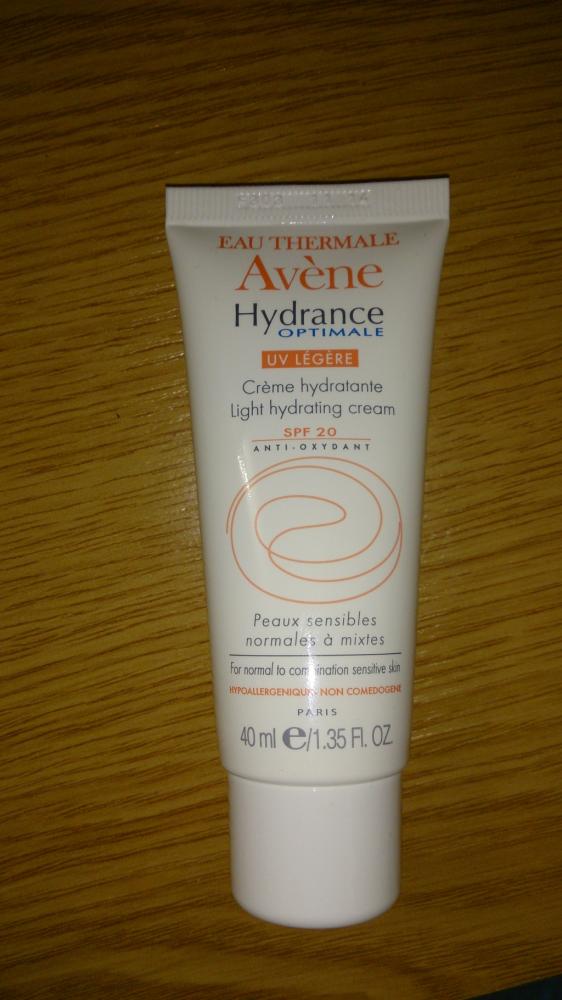 EAU THERMALE
Avène
Hydrance
OPTIMALE
UV LÉGÈRE
Crème hydratante
Light hydrating cream
SPF 20
ANTI-OXYDANT
Peaux sensibles
normales à mixtes
For normal to combination sensitive skin
HYPOALLERGENIQUE- NON COMEDOGENE
PARIS
40 ml e/1.35 Fl. OZ.